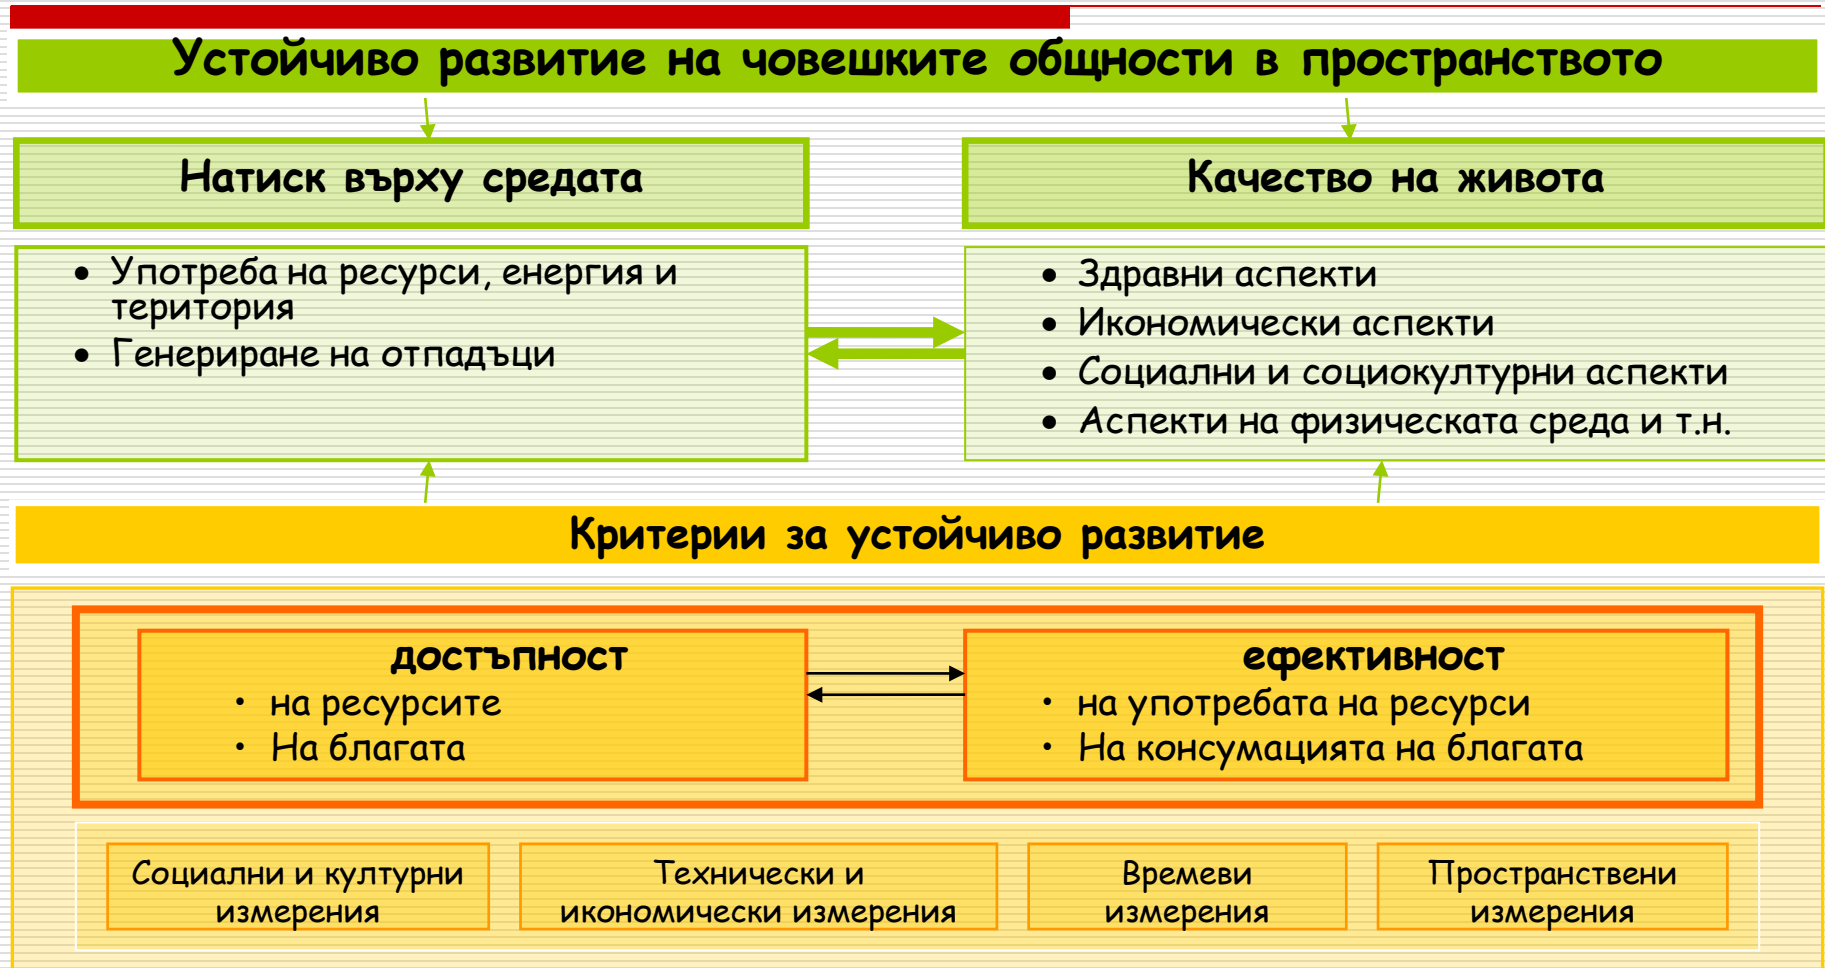 Устойчиво развитие на човешките общности в пространството
Натиск върху средата
Качество на живота
• Употреба на ресурси, енергия и
територия
• Генериране на отпадъци
• Здравни аспекти
• Икономически аспекти
• Социални и социокултурни аспекти
• Аспекти на физическата среда и т.н.
Критерии за устойчиво развитие
достъпност
· на ресурсите
· На благата
ефективност
· на употребата на ресурси
· На консумацията на благата
Социални и културни
измерения
Технически и
икономически измерения
Времеви
измерения
Пространствени
измерения